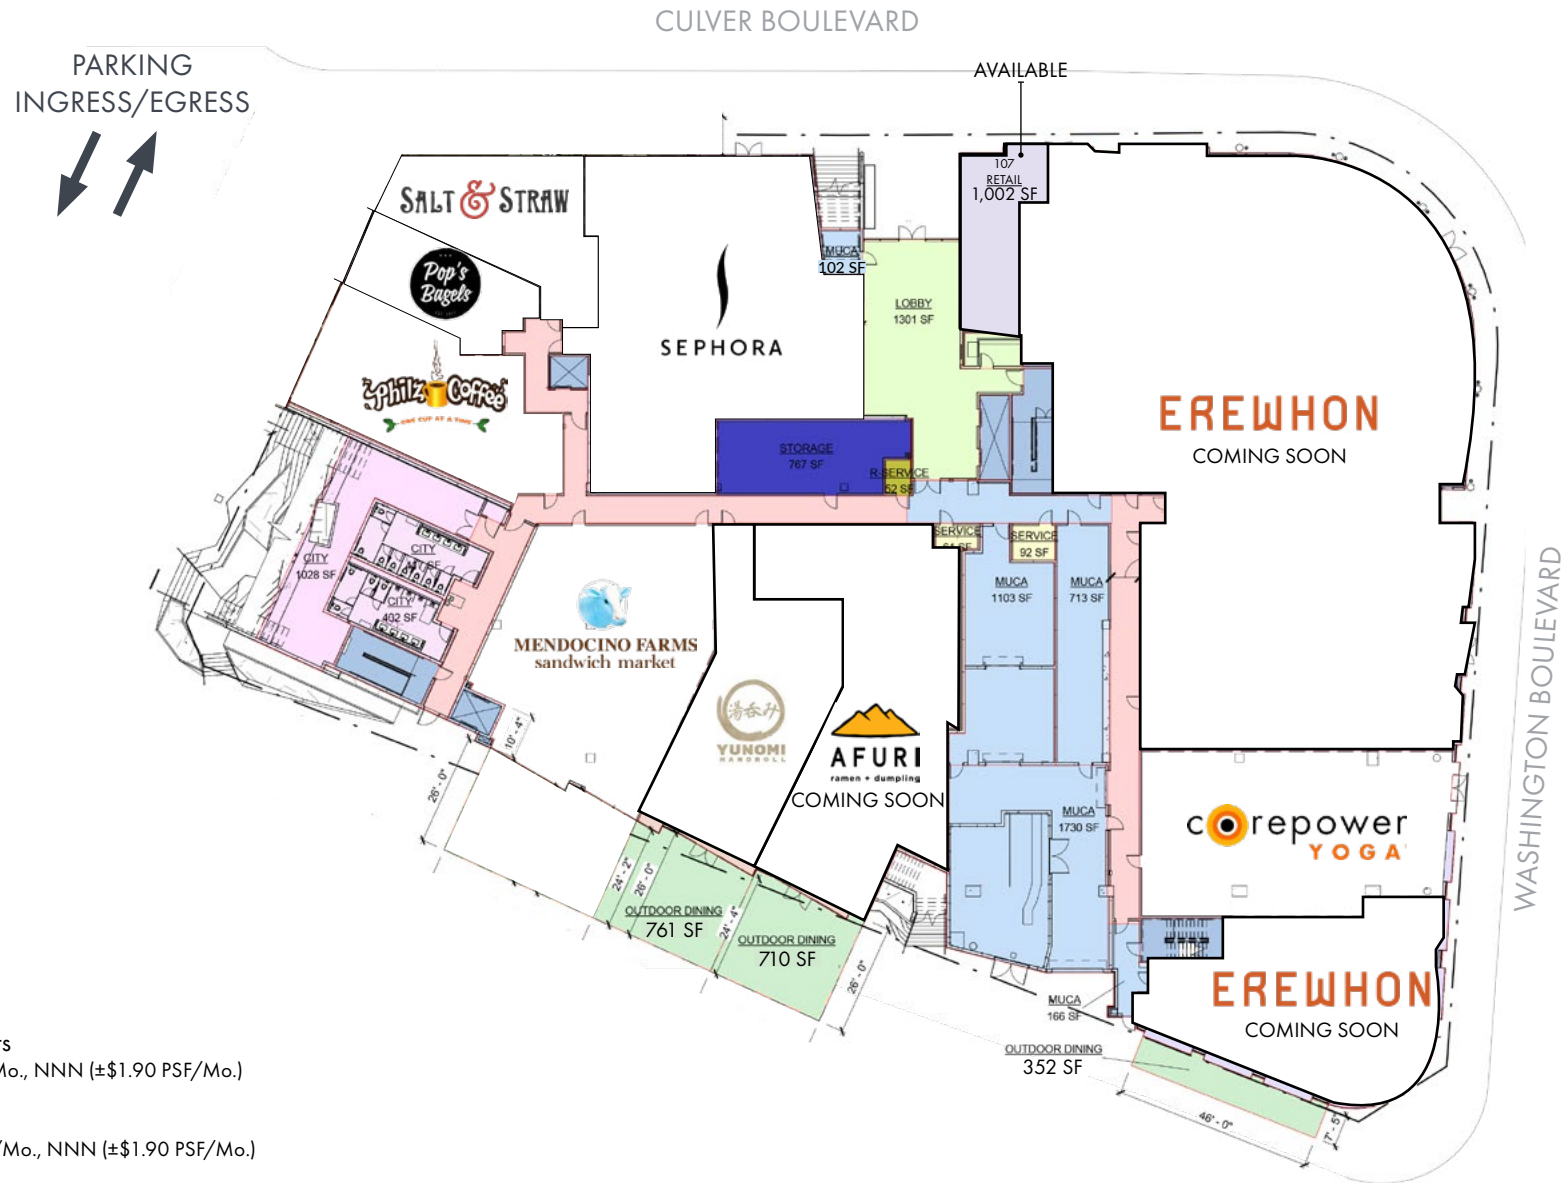 CULVER BOULEVARD
PARKING
INGRESS/EGRESS
AVAILABLE
107
RETAIL
1,002 SF
SALT & STRAW
Pop's
Bagels
MUCA
102 SF
LOBBY
1301 SF
SEPHORA
Philz Coffee
ONE CUP AT A TIME
EREWHON
COMING SOON
STORAGE
767 SF
R-SERVICE
52 SF
SERVICE
SERVICE
92 SF
CITY
CITY
1028 SF
CITY
402 SF
MUCA
1103 SF
MUCA
713 SF
MENDOCINO FARMS
sandwich market
湯呑み
YUNOMI
HANDROLL
AFURI
ramen + dumpling
COMING SOON
10' - 4"
26' - 0"
MUCA
1730 SF
corepower
YOGA
WASHINGTON BOULEVARD
24' - 2"
26' - 0"
24' - 4"
OUTDOOR DINING
761 SF
OUTDOOR DINING
710 SF
26' - 0"
MUCA
166 SF
EREWHON
COMING SOON
OUTDOOR DINING
352 SF
46' - 0"
7' - 5"
rs
Mo., NNN (±$1.90 PSF/Mo.)
/Mo., NNN (±$1.90 PSF/Mo.)